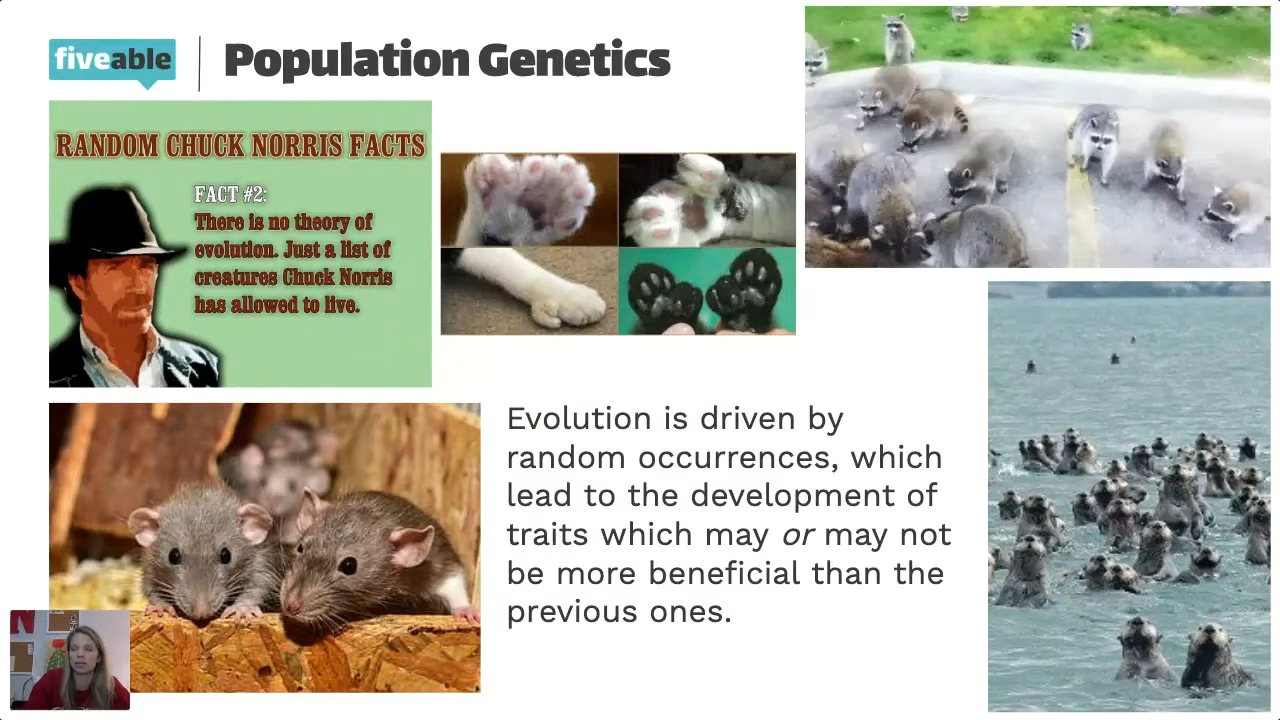 fiveable
Population Genetics
RANDOM CHUCK NORRIS FACTS
FACT #2:
There is no theory of
evolution. Just a list of
creatures Chuck Norris
has allowed to live.
Evolution is driven by
random occurrences, which
lead to the development of
traits which may or may not
be more beneficial than the
previous ones.
N